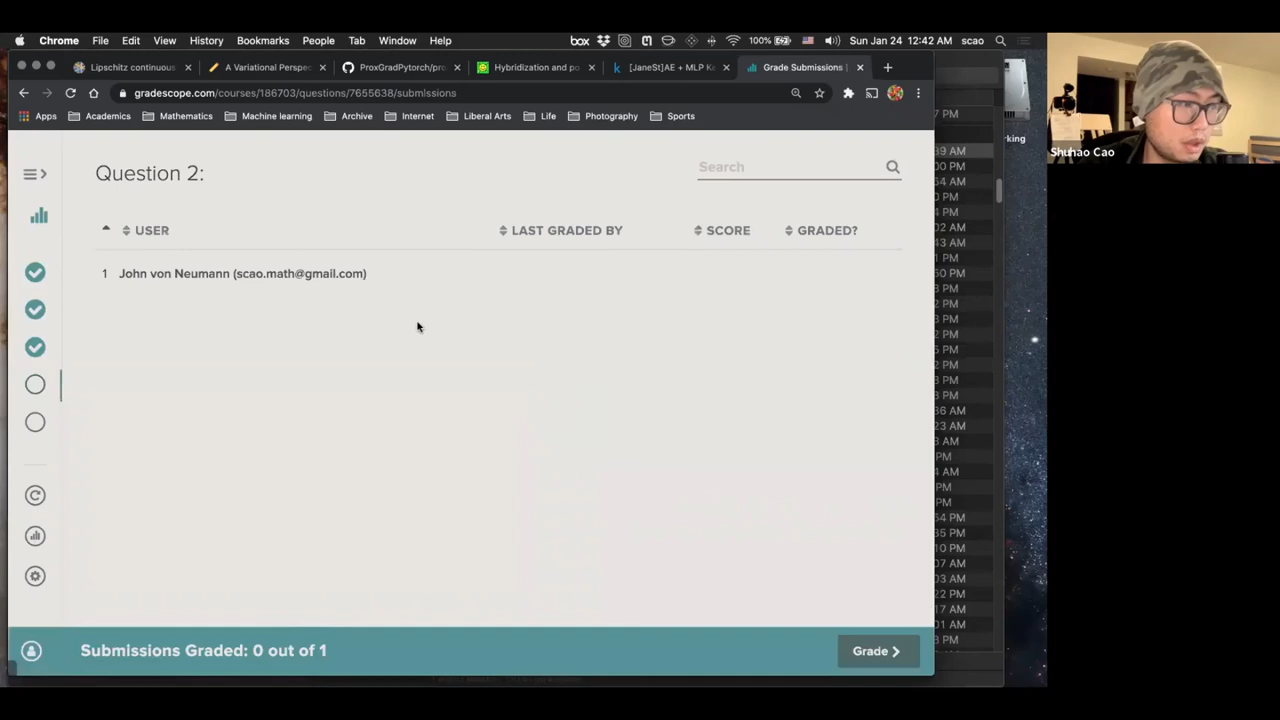 Chrome File Edit View History Bookmarks People Tab Window Help box 100% Sun Jan 24 12:42 AM scao
Lipschitz continuous × A Variational Perspe × ProxGradPytorch/pro × Hybridization and po × [JaneSt]AE + MLP Ke × Grade Submissions | × +
gradescope.com/courses/186703/questions/7655638/submissions
Apps Academics Mathematics Machine learning Archive Internet Liberal Arts Life Photography Sports
Question 2:
Search
USER LAST GRADED BY SCORE GRADED?
1 John von Neumann (scao.math@gmail.com)
Submissions Graded: 0 out of 1
Grade
Shuhao Cao